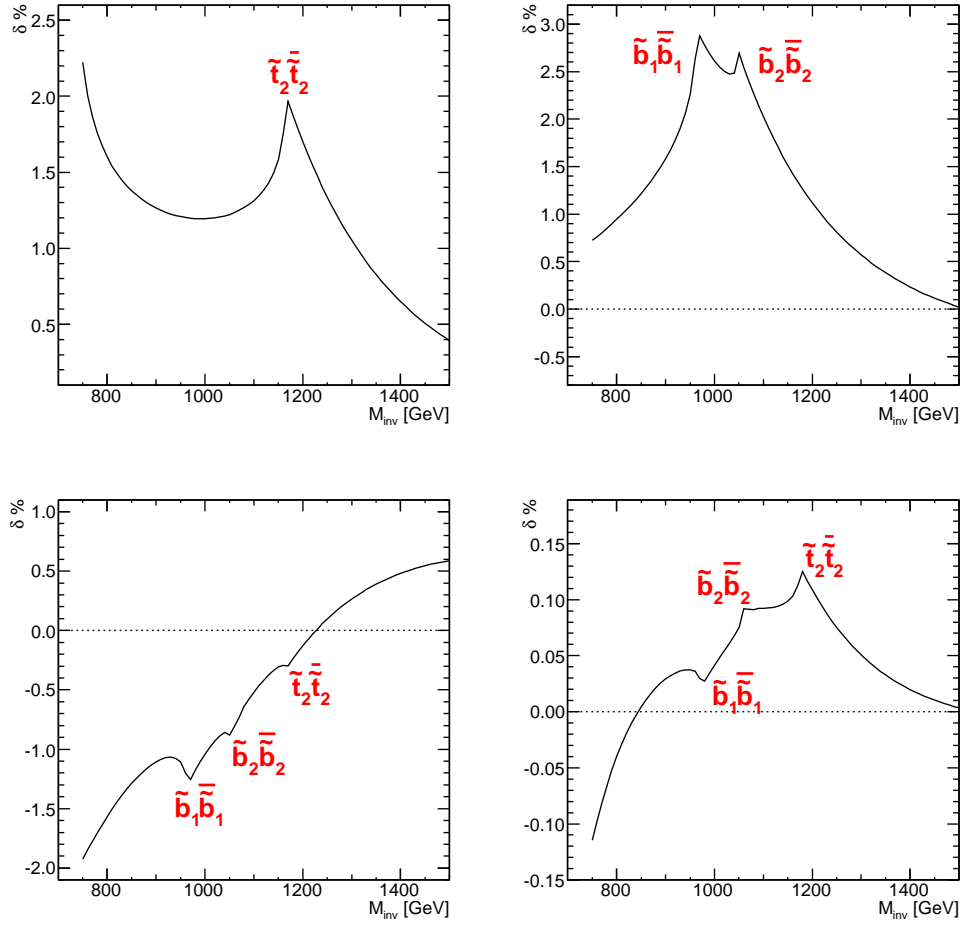 δ %
2.5
2.0
1.5
1.0
0.5
800 1000 1200 1400
M_inv [GeV]
t̃₂t̃̄₂
δ %
3.0
2.5
2.0
1.5
1.0
0.5
0.0
-0.5
800 1000 1200 1400
M_inv [GeV]
b̃₁b̃̄₁
b̃₂b̃̄₂
δ %
1.0
0.5
0.0
-0.5
-1.0
-1.5
-2.0
800 1000 1200 1400
M_inv [GeV]
t̃₂t̃̄₂
b̃₂b̃̄₂
b̃₁b̃̄₁
δ %
0.15
0.10
0.05
0.00
-0.05
-0.10
-0.15
800 1000 1200 1400
M_inv [GeV]
t̃₂t̃̄₂
b̃₂b̃̄₂
b̃₁b̃̄₁